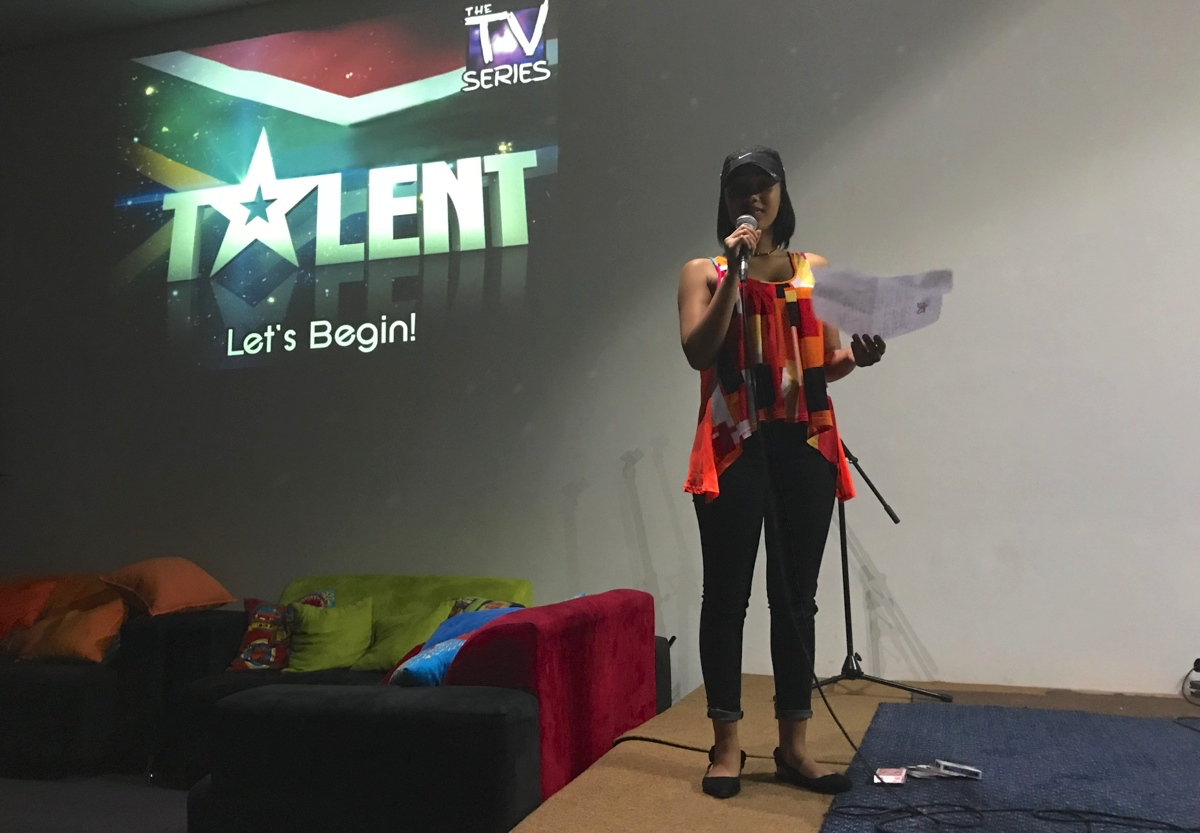 THE
TV
SERIES
TALENT
Let's Begin!